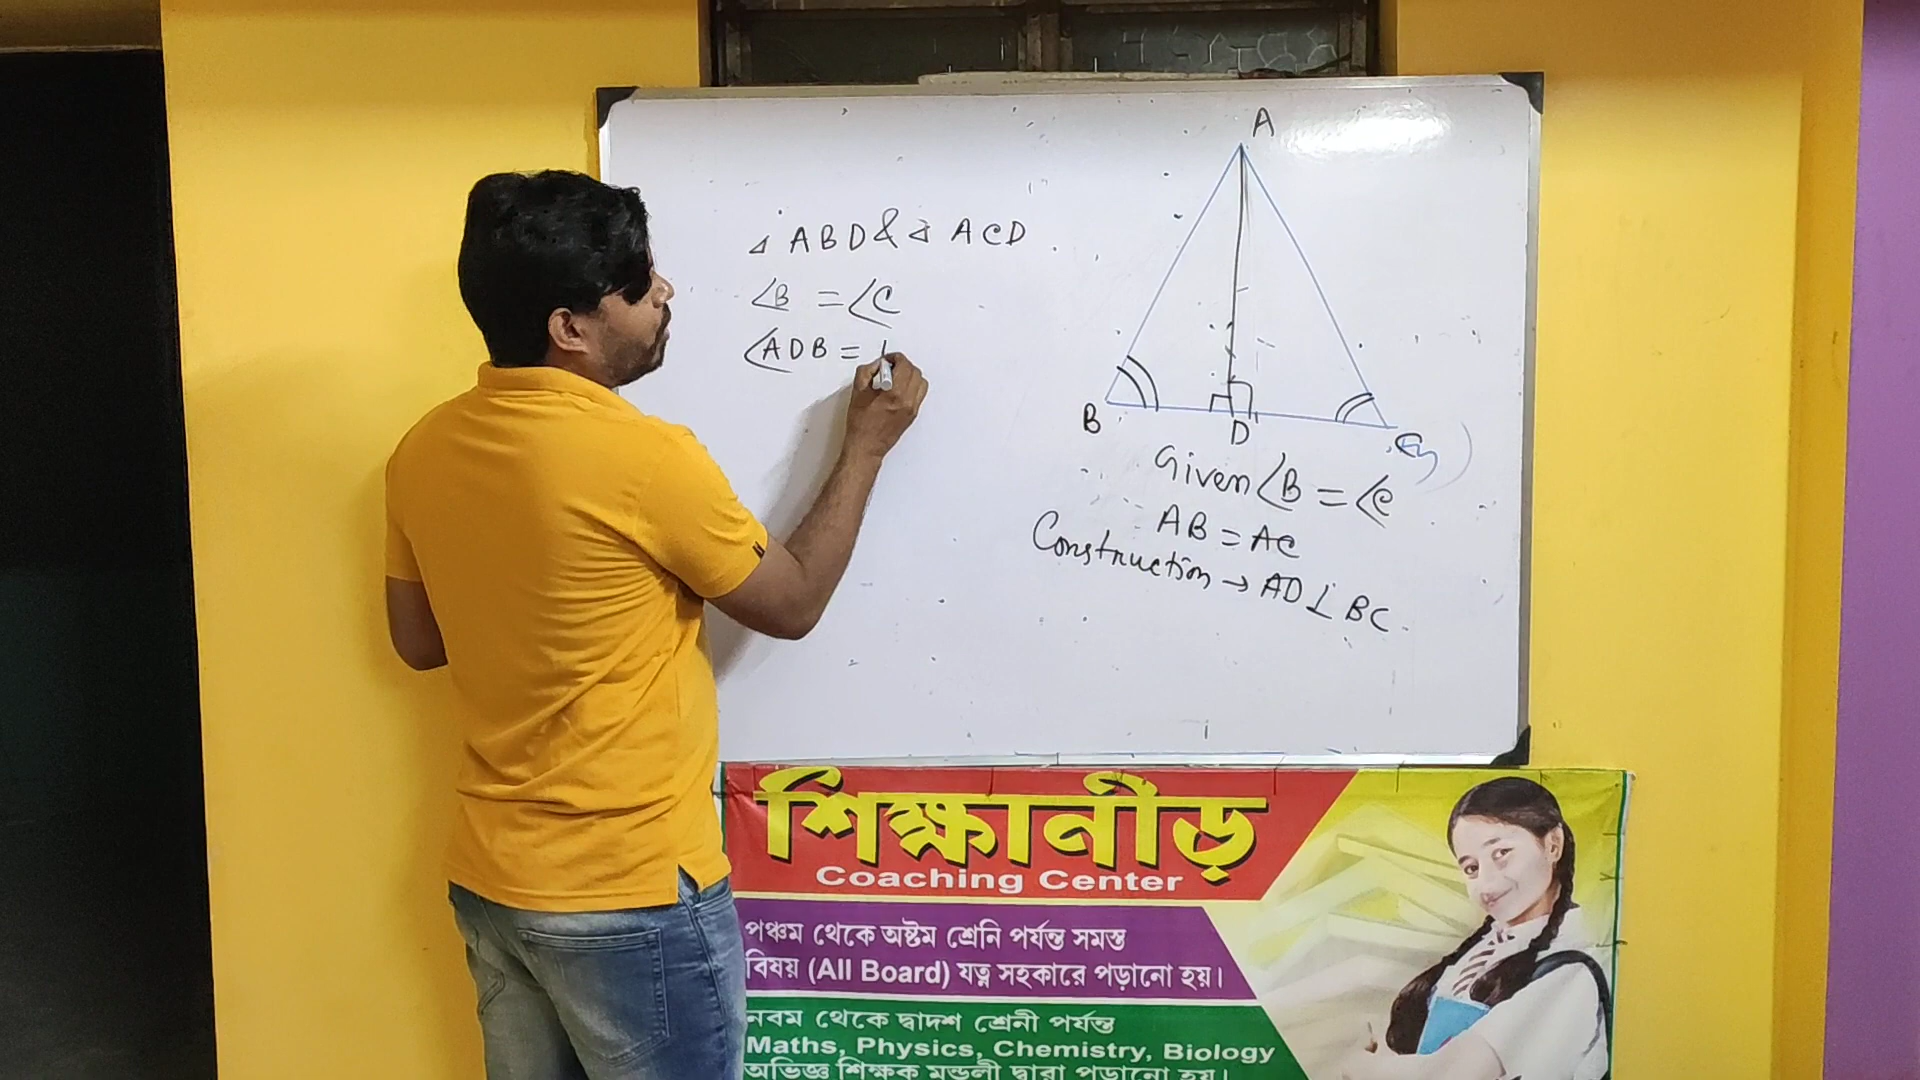 ⊿ ABD & ⊿ ACD .
∠B = ∠C
∠ADB =
A
B
D
C
Given ∠B = ∠C
AB = AC
Construction → AD ⊥ BC
শিক্ষানীড়
Coaching Center
পঞ্চম থেকে অষ্টম শ্রেনি পর্যন্ত সমস্ত
বিষয় (All Board) যত্ন সহকারে পড়ানো হয়।
নবম থেকে দ্বাদশ শ্রেনী পর্যন্ত
Maths, Physics, Chemistry, Biology
অভিজ্ঞ শিক্ষক মন্ডলী দ্বারা পড়ানো হয়।